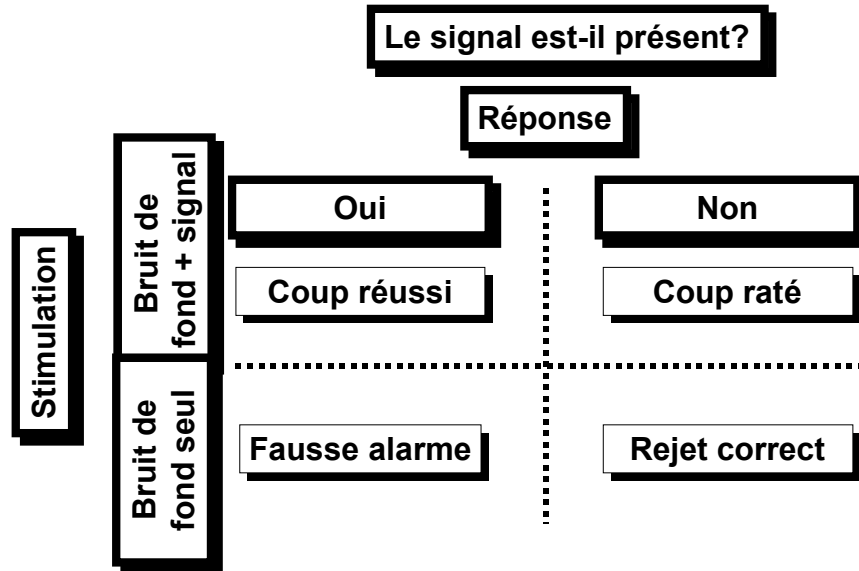 Le signal est-il présent?
Réponse
Oui
Non
Stimulation
Bruit de
fond + signal
Coup réussi
Coup raté
Bruit de
fond seul
Fausse alarme
Rejet correct